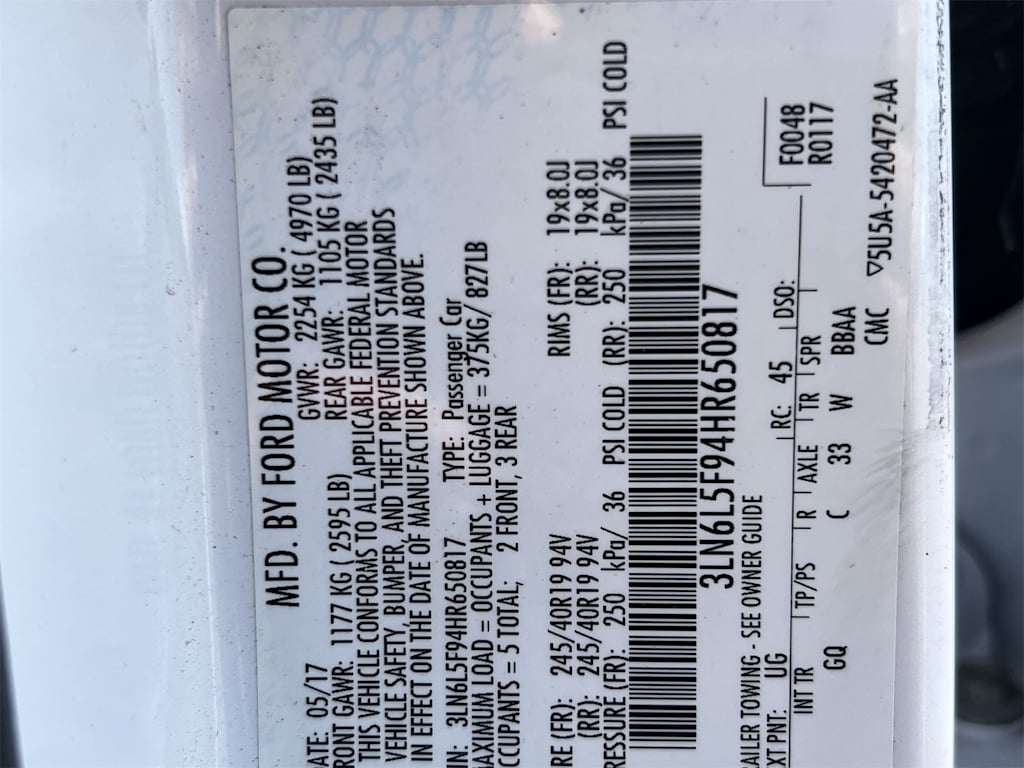 MFD. BY FORD MOTOR CO.
ATE: 05/17 GVWR: 2254 KG ( 4970 LB)
RONT GAWR: 1177 KG ( 2595 LB) REAR GAWR: 1105 KG ( 2435 LB)
THIS VEHICLE CONFORMS TO ALL APPLICABLE FEDERAL MOTOR
VEHICLE SAFETY, BUMPER, AND THEFT PREVENTION STANDARDS
IN EFFECT ON THE DATE OF MANUFACTURE SHOWN ABOVE.
IN: 3LN6L5F94HR650817 TYPE: Passenger Car
AXIMUM LOAD = OCCUPANTS + LUGGAGE = 375KG/ 827LB
CCUPANTS = 5 TOTAL; 2 FRONT, 3 REAR
RE (FR): 245/40R19 94V RIMS (FR): 19x8.0J
(RR): 245/40R19 94V (RR): 19x8.0J
RESSURE (FR): 250 kPa/ 36 PSI COLD (RR): 250 kPa/ 36 PSI COLD
3LN6L5F94HR650817
F0048
R0117
AILER TOWING - SEE OWNER GUIDE
XT PNT: UG RC: 45 DSO:
INT TR TP/PS R AXLE TR SPR
GQ C 33 W BBAA
CMC
▽5U5A-5420472-AA